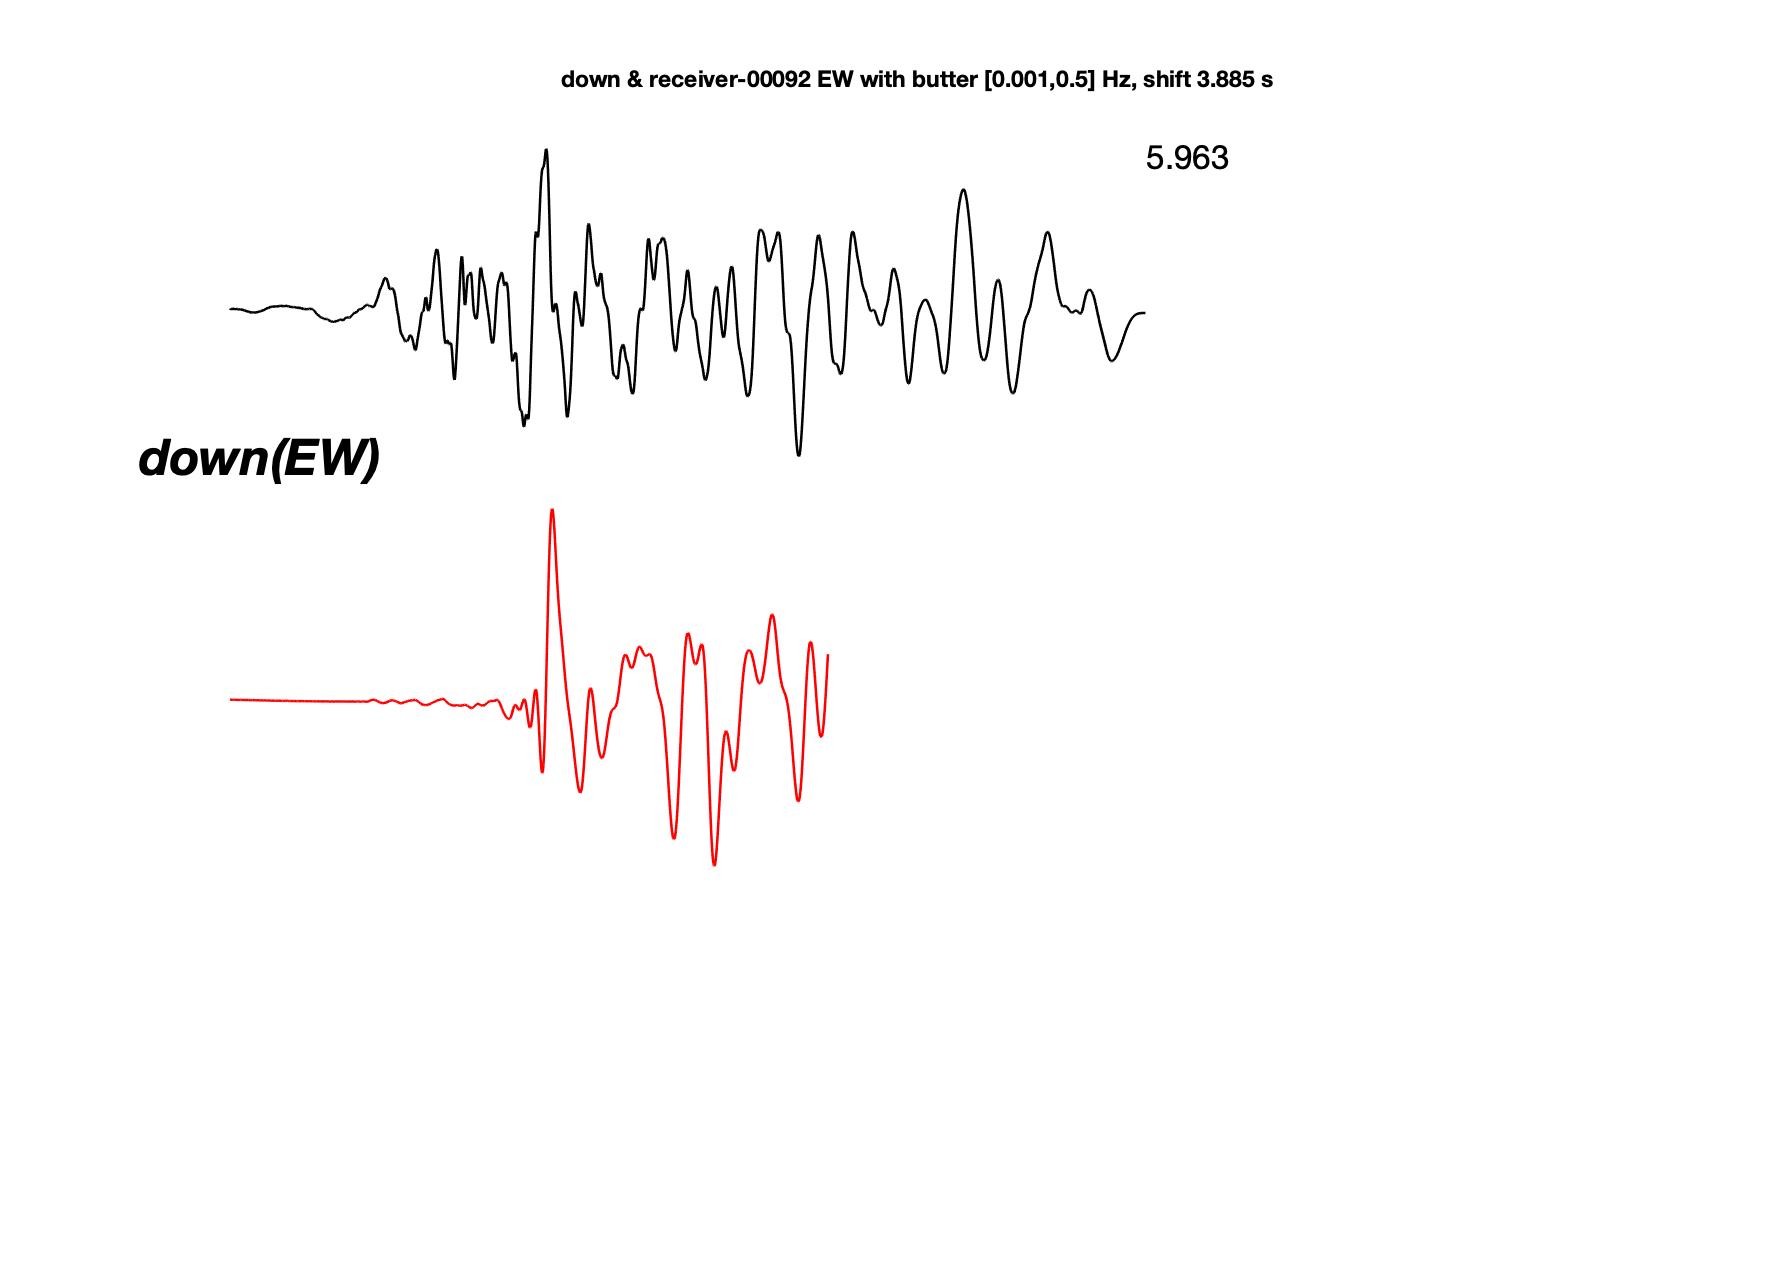 down & receiver-00092 EW with butter [0.001,0.5] Hz, shift 3.885 s
5.963
down(EW)